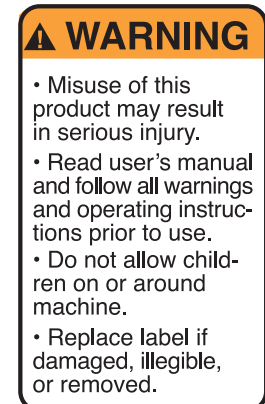 WARNING
• Misuse of this
product may result
in serious injury.
• Read user's manual
and follow all warnings
and operating instruc-
tions prior to use.
• Do not allow child-
ren on or around
machine.
• Replace label if
damaged, illegible,
or removed.